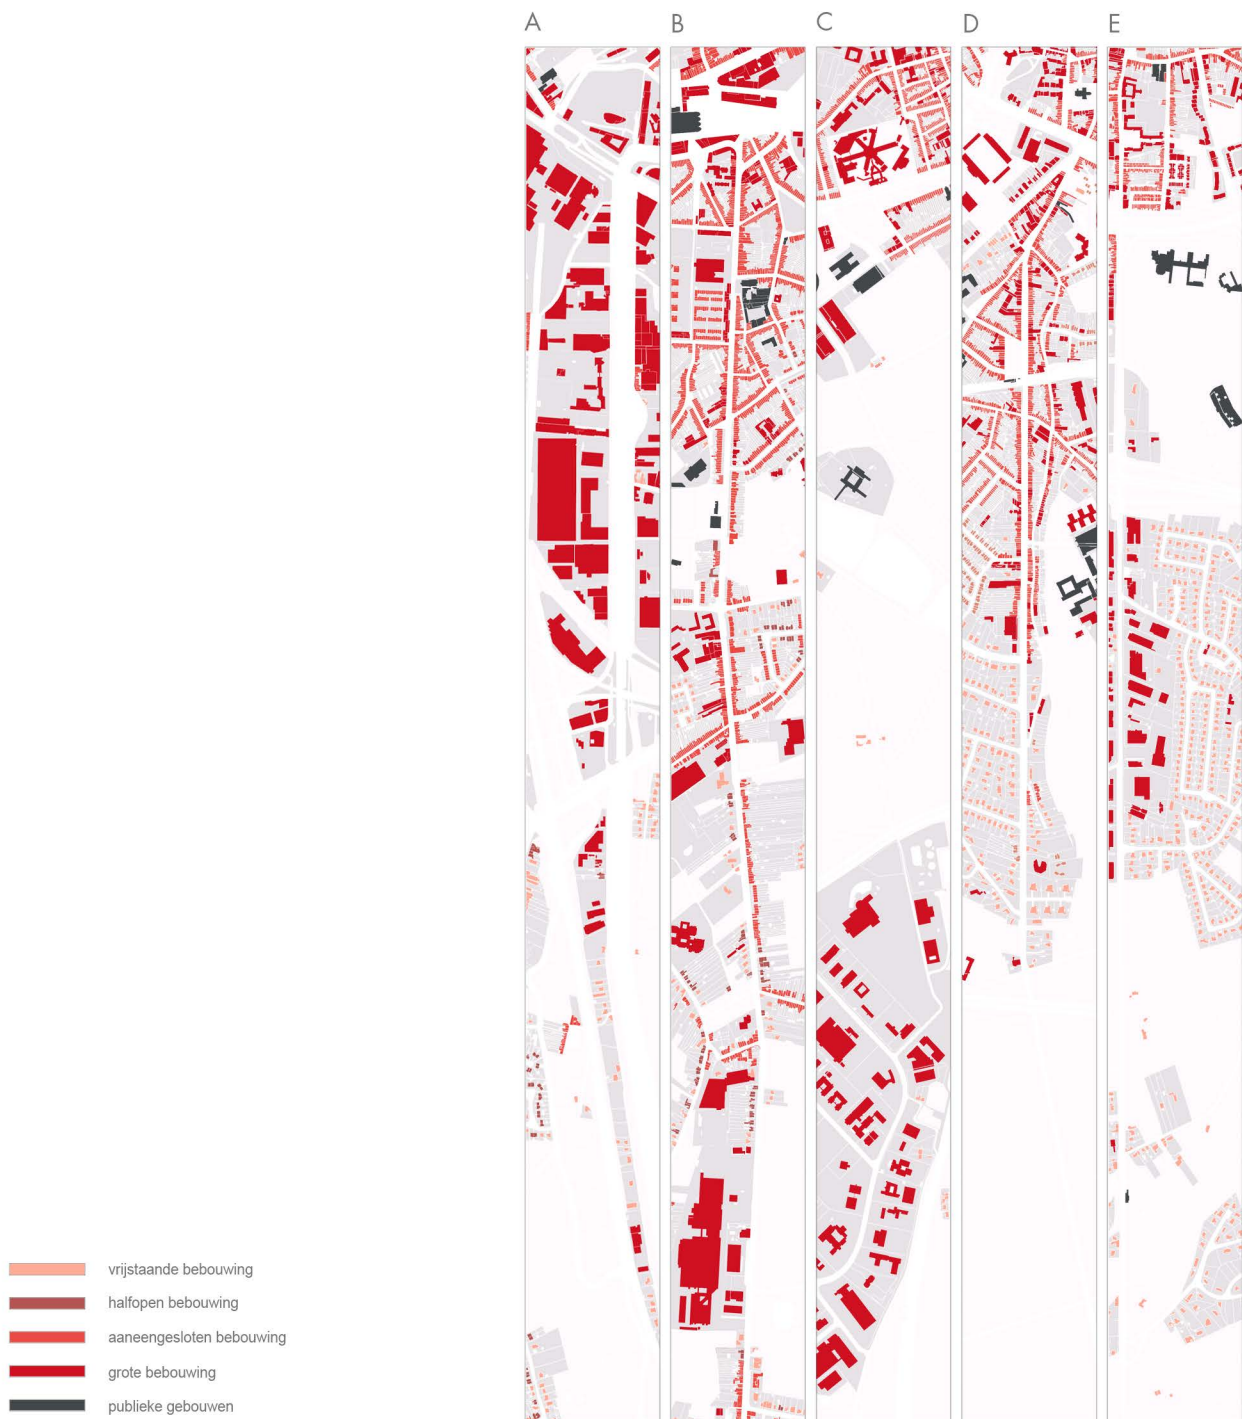 A B C D E
vrijstaande bebouwing
halfopen bebouwing
aaneengesloten bebouwing
grote bebouwing
publieke gebouwen